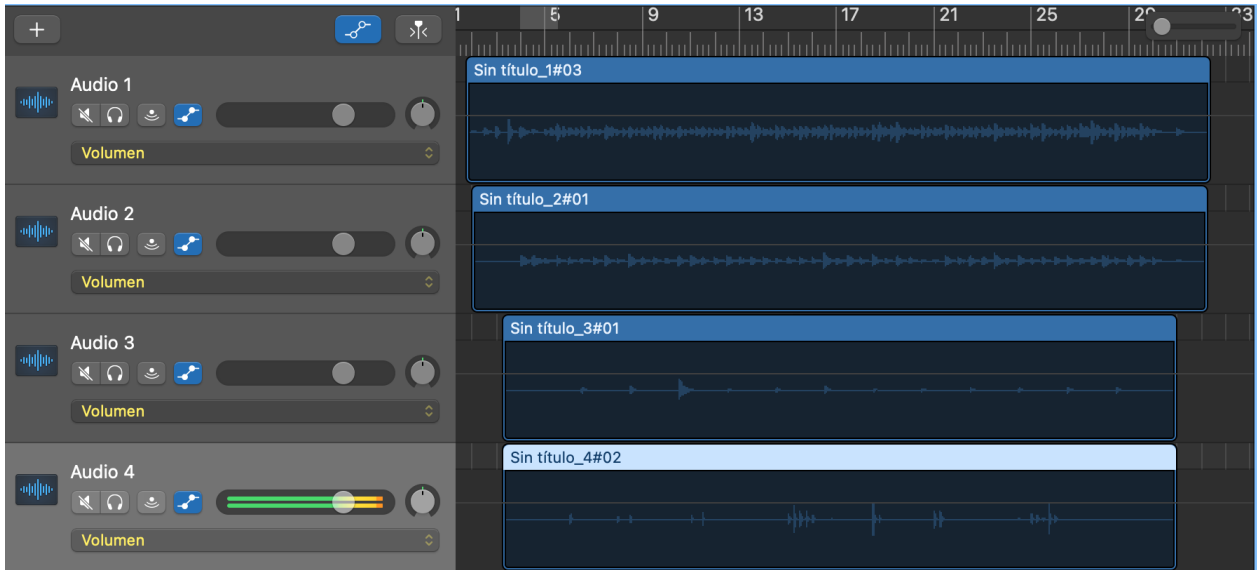 1 5 9 13 17 21 25 29 33
Audio 1
Volumen
Sin título_1#03
Audio 2
Volumen
Sin título_2#01
Audio 3
Volumen
Sin título_3#01
Audio 4
Volumen
Sin título_4#02